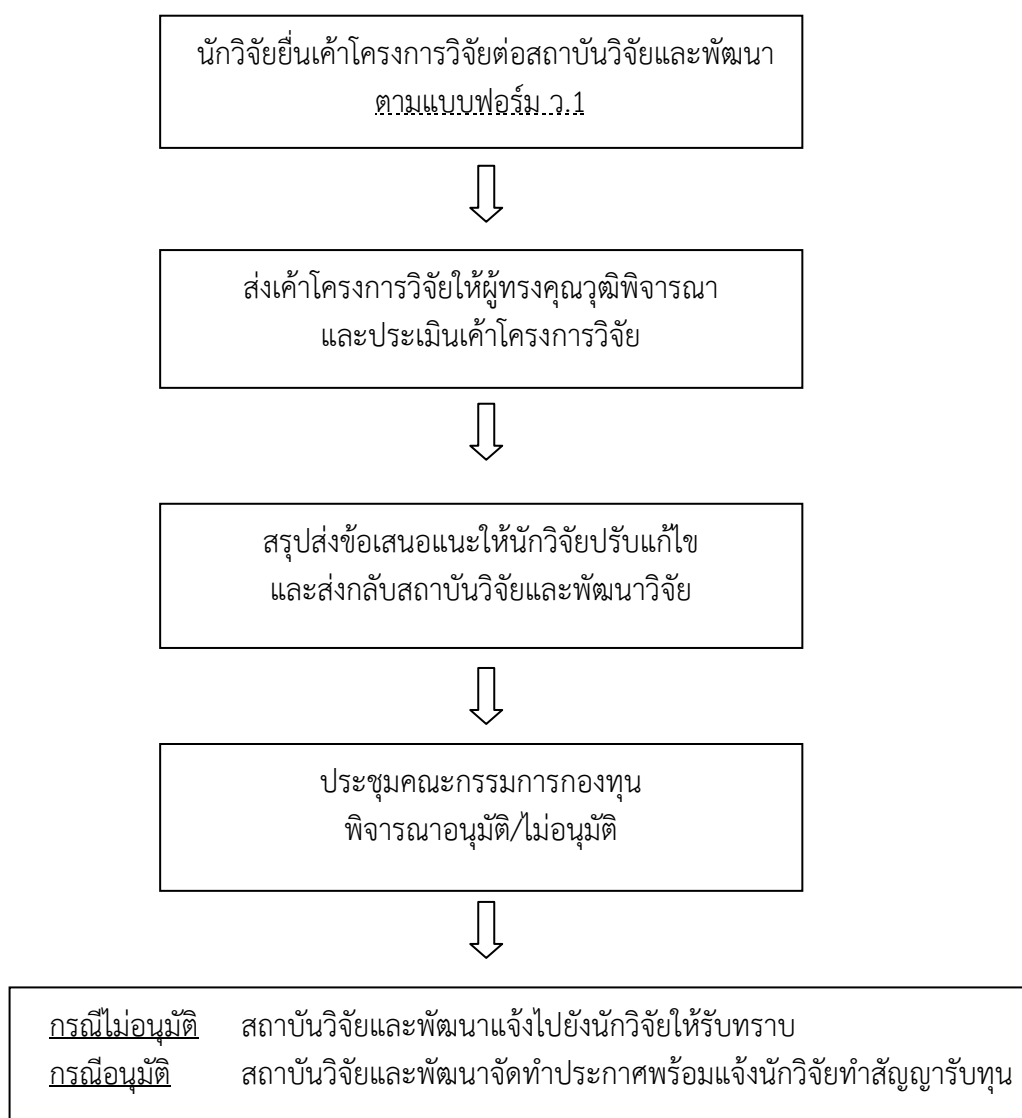 นักวิจัยยื่นเค้าโครงการวิจัยต่อสถาบันวิจัยและพัฒนา
ตามแบบฟอร์ม ว.1
ส่งเค้าโครงการวิจัยให้ผู้ทรงคุณวุฒิพิจารณา
และประเมินเค้าโครงการวิจัย
สรุปส่งข้อเสนอแนะให้นักวิจัยปรับแก้ไข
และส่งกลับสถาบันวิจัยและพัฒนาวิจัย
ประชุมคณะกรรมการกองทุน
พิจารณาอนุมัติ/ไม่อนุมัติ
กรณีไม่อนุมัติ สถาบันวิจัยและพัฒนาแจ้งไปยังนักวิจัยให้รับทราบ
กรณีอนุมัติ สถาบันวิจัยและพัฒนาจัดทำประกาศพร้อมแจ้งนักวิจัยทำสัญญารับทุน